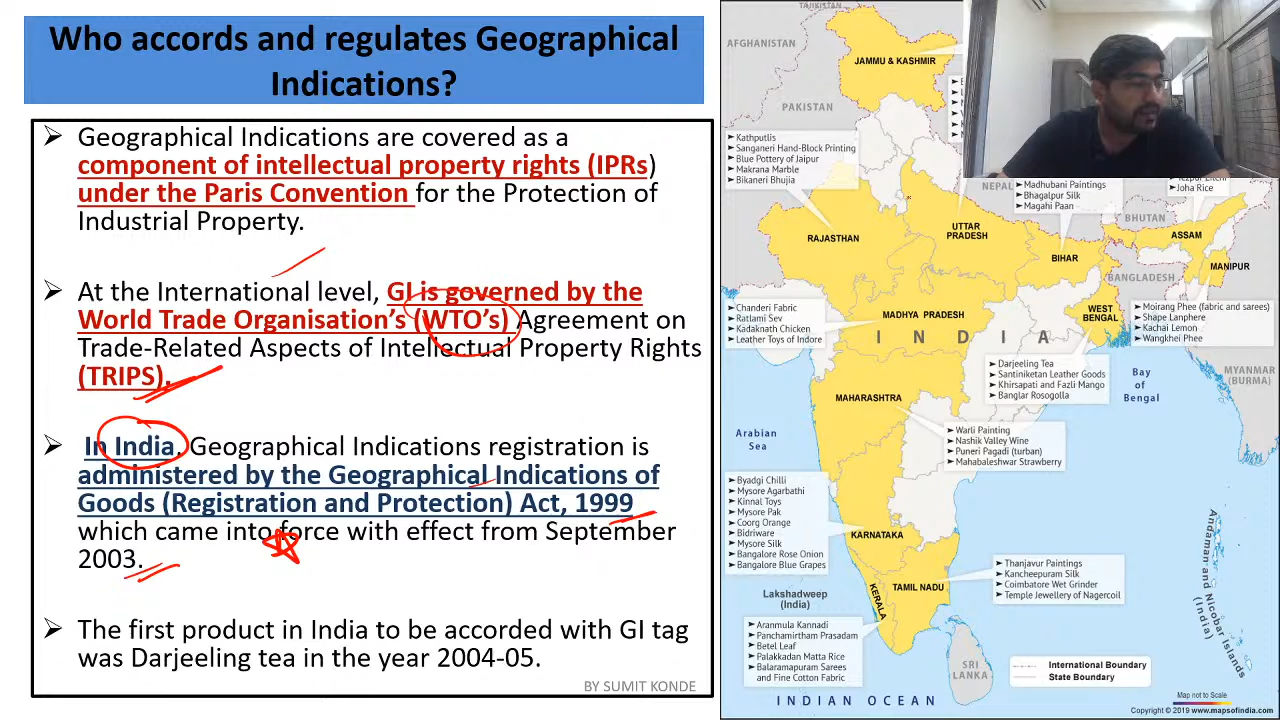 Who accords and regulates Geographical
Indications?
➢ Geographical Indications are covered as a
component of intellectual property rights (IPRs)
under the Paris Convention for the Protection of
Industrial Property.
➢ At the International level, GI is governed by the
World Trade Organisation's (WTO's) Agreement on
Trade-Related Aspects of Intellectual Property Rights
(TRIPS).
➢ In India, Geographical Indications registration is
administered by the Geographical Indications of
Goods (Registration and Protection) Act, 1999
which came into force with effect from September
2003.
➢ The first product in India to be accorded with GI tag
was Darjeeling tea in the year 2004-05.
BY SUMIT KONDE
TAJIKISTAN
AFGHANISTAN
JAMMU & KASHMIR
PAKISTAN
➤ Kathputlis
➤ Sanganeri Hand-Block Printing
➤ Blue Pottery of Jaipur
➤ Makrana Marble
➤ Bikaneri Bhujia
NEPAL
➤ Madhubani Paintings
➤ Bhagalpur Silk
➤ Magahi Paan
➤ Joha Rice
BHUTAN
RAJASTHAN
UTTAR
PRADESH
BIHAR
ASSAM
MANIPUR
BANGLADESH
WEST
BENGAL
➤ Chanderi Fabric
➤ Ratlami Sev
➤ Kadaknath Chicken
➤ Leather Toys of Indore
MADHYA PRADESH
INDIA
➤ Moirang Phee (fabric and sarees)
➤ Shape Lanphere
➤ Kachai Lemon
➤ Wangkhei Phee
➤ Darjeeling Tea
➤ Santiniketan Leather Goods
➤ Khirsapati and Fazli Mango
➤ Banglar Rosogolla
MYANMAR
(BURMA)
Bay
of
Bengal
MAHARASHTRA
Arabian
Sea
➤ Warli Painting
➤ Nashik Valley Wine
➤ Puneri Pagadi (turban)
➤ Mahabaleshwar Strawberry
➤ Byadgi Chilli
➤ Mysore Agarbathi
➤ Kinnal Toys
➤ Mysore Pak
➤ Coorg Orange
➤ Bidriware
➤ Mysore Silk
➤ Bangalore Rose Onion
➤ Bangalore Blue Grapes
KARNATAKA
TAMIL NADU
KERALA
➤ Thanjavur Paintings
➤ Kancheepuram Silk
➤ Coimbatore Wet Grinder
➤ Temple Jewellery of Nagercoil
Andaman and Nicobar Islands
(India)
Lakshadweep
(India)
➤ Aranmula Kannadi
➤ Panchamirtham Prasadam
➤ Betel Leaf
➤ Palakkadan Matta Rice
➤ Balaramapuram Sarees
and Fine Cotton Fabric
SRI
LANKA
International Boundary
State Boundary
INDIAN OCEAN
Map not to Scale
Copyright © 2019 www.mapsofindia.com